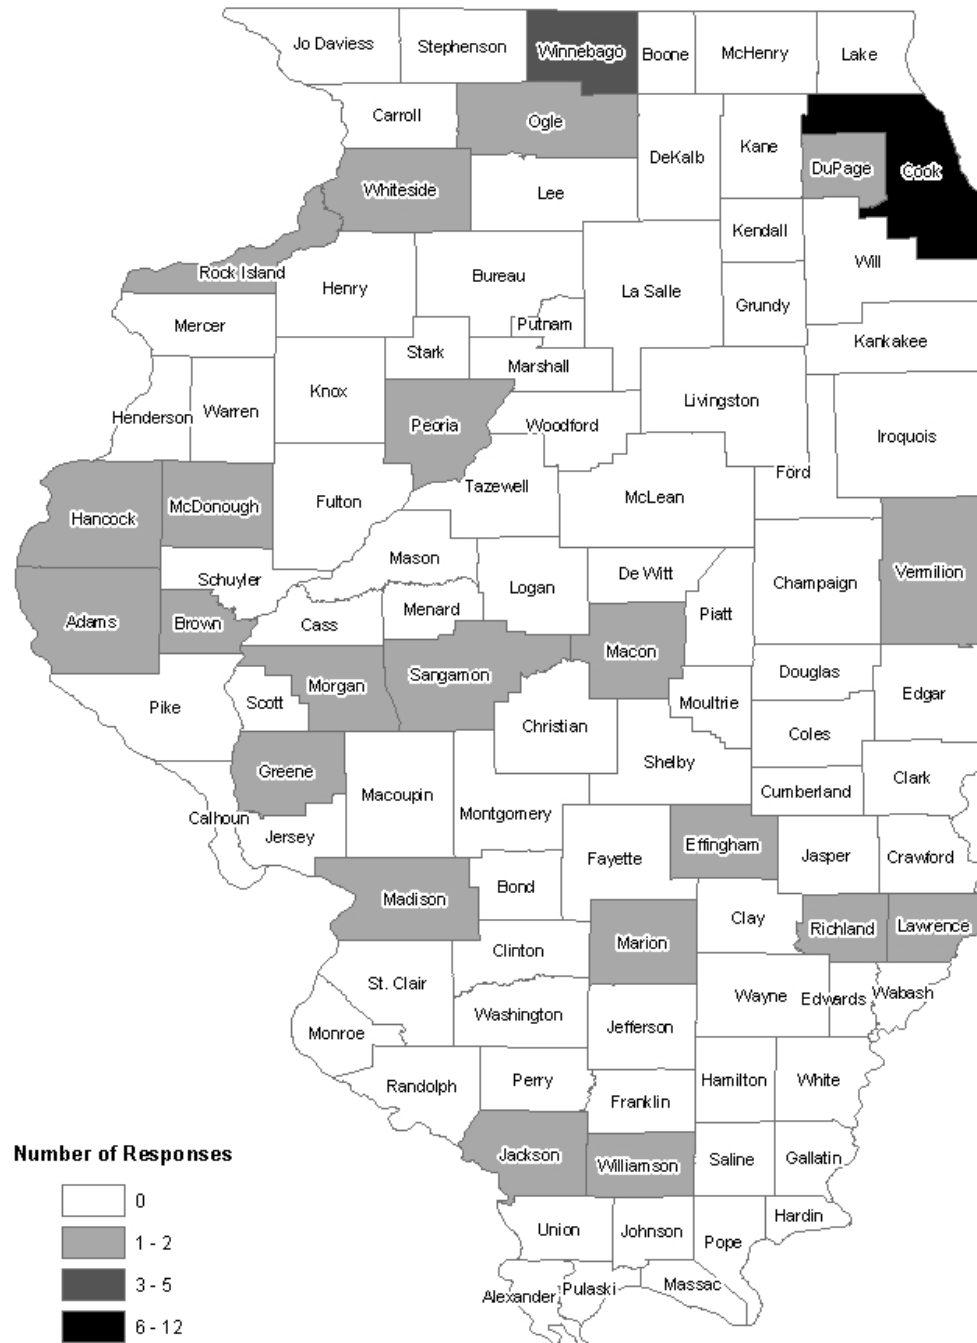 Jo Daviess
Stephenson
Winnebago
Boone
McHenry
Lake
Carroll
Ogle
DeKalb
Kane
DuPage
Cook
Whiteside
Lee
Kendall
Will
Rock Island
Henry
Bureau
La Salle
Grundy
Mercer
Putnam
Kankakee
Stark
Marshall
Henderson
Warren
Knox
Peoria
Woodford
Livingston
Iroquois
Ford
Hancock
McDonough
Fulton
Tazewell
McLean
Vermilion
Schuyler
Mason
Logan
De Witt
Champaign
Adams
Brown
Cass
Menard
Piatt
Macon
Pike
Scott
Morgan
Sangamon
Christian
Moultrie
Douglas
Edgar
Coles
Greene
Shelby
Calhoun
Jersey
Macoupin
Montgomery
Cumberland
Clark
Fayette
Effingham
Jasper
Crawford
Madison
Bond
Clay
Richland
Lawrence
Clinton
Marion
St. Clair
Wayne
Edwards
Wabash
Monroe
Washington
Jefferson
Randolph
Perry
Franklin
Hamilton
White
Jackson
Williamson
Saline
Gallatin
Union
Johnson
Pope
Hardin
Alexander
Pulaski
Massac
Number of Responses
0
1 - 2
3 - 5
6 - 12